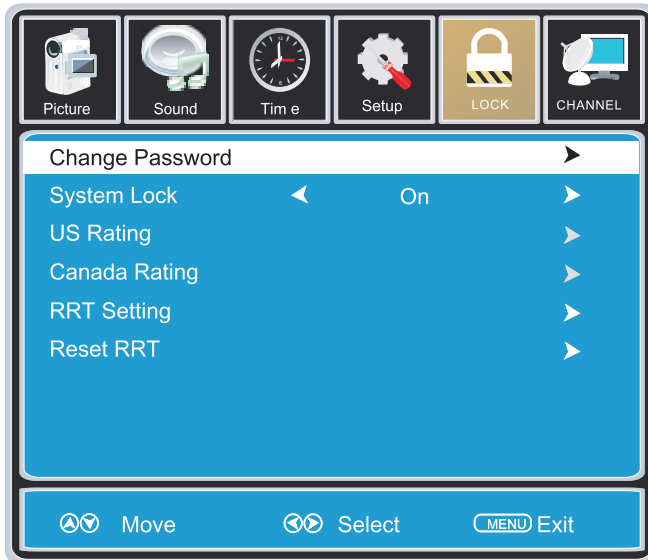 Picture Sound Tim e Setup LOCK CHANNEL
Change Password
System Lock On
US Rating
Canada Rating
RRT Setting
Reset RRT
Move Select MENU Exit